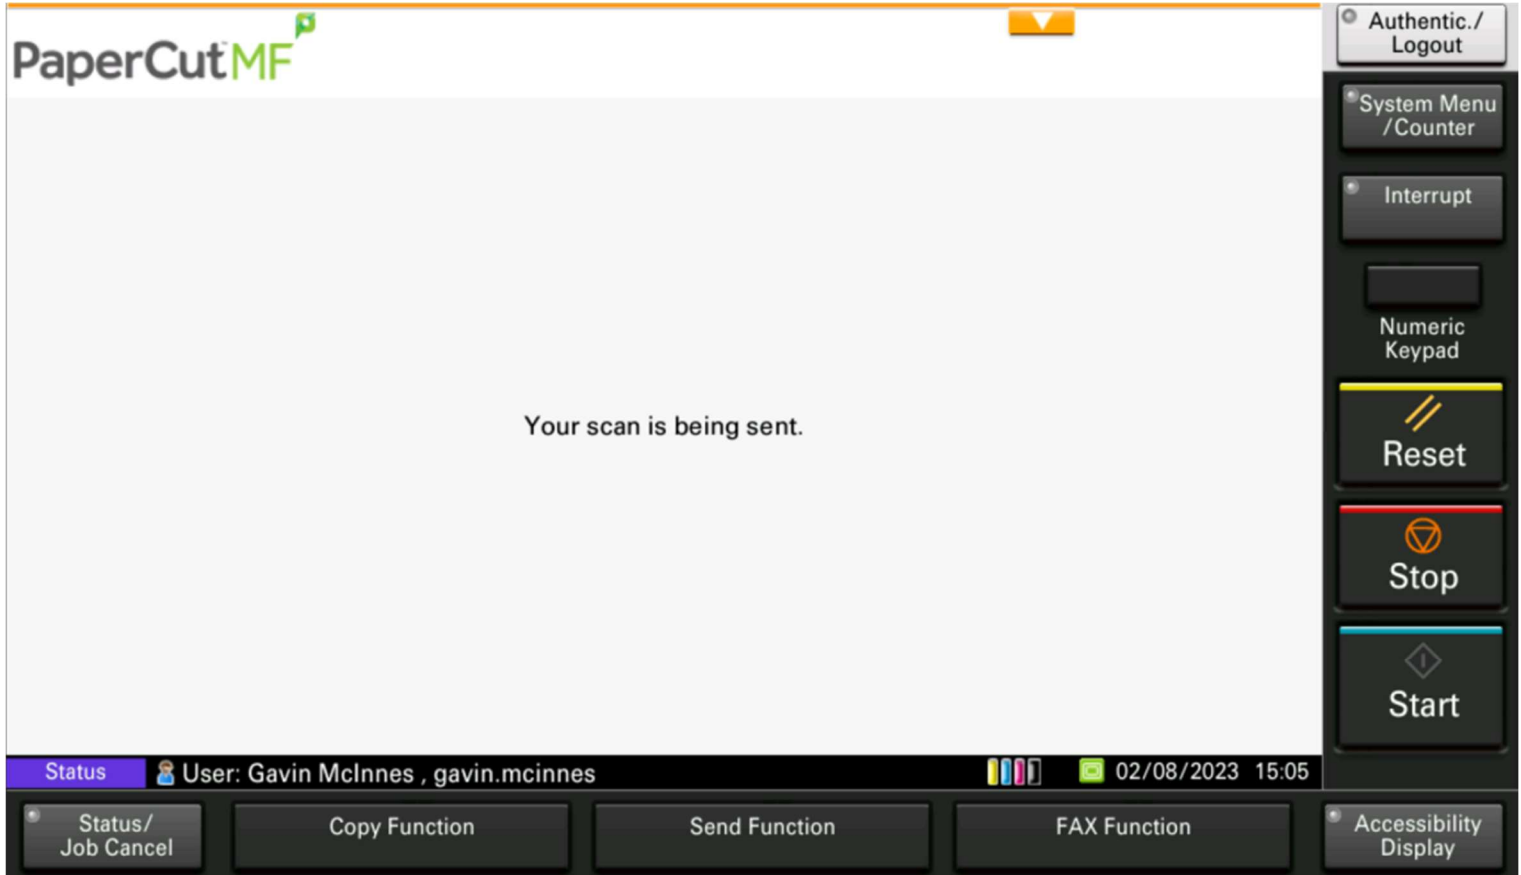 PaperCut MF
Authentic./
Logout
System Menu
/Counter
Interrupt
Numeric
Keypad
Your scan is being sent.
Reset
Stop
Start
Status
User: Gavin McInnes , gavin.mcinnes
02/08/2023 15:05
Status/
Job Cancel
Copy Function
Send Function
FAX Function
Accessibility
Display